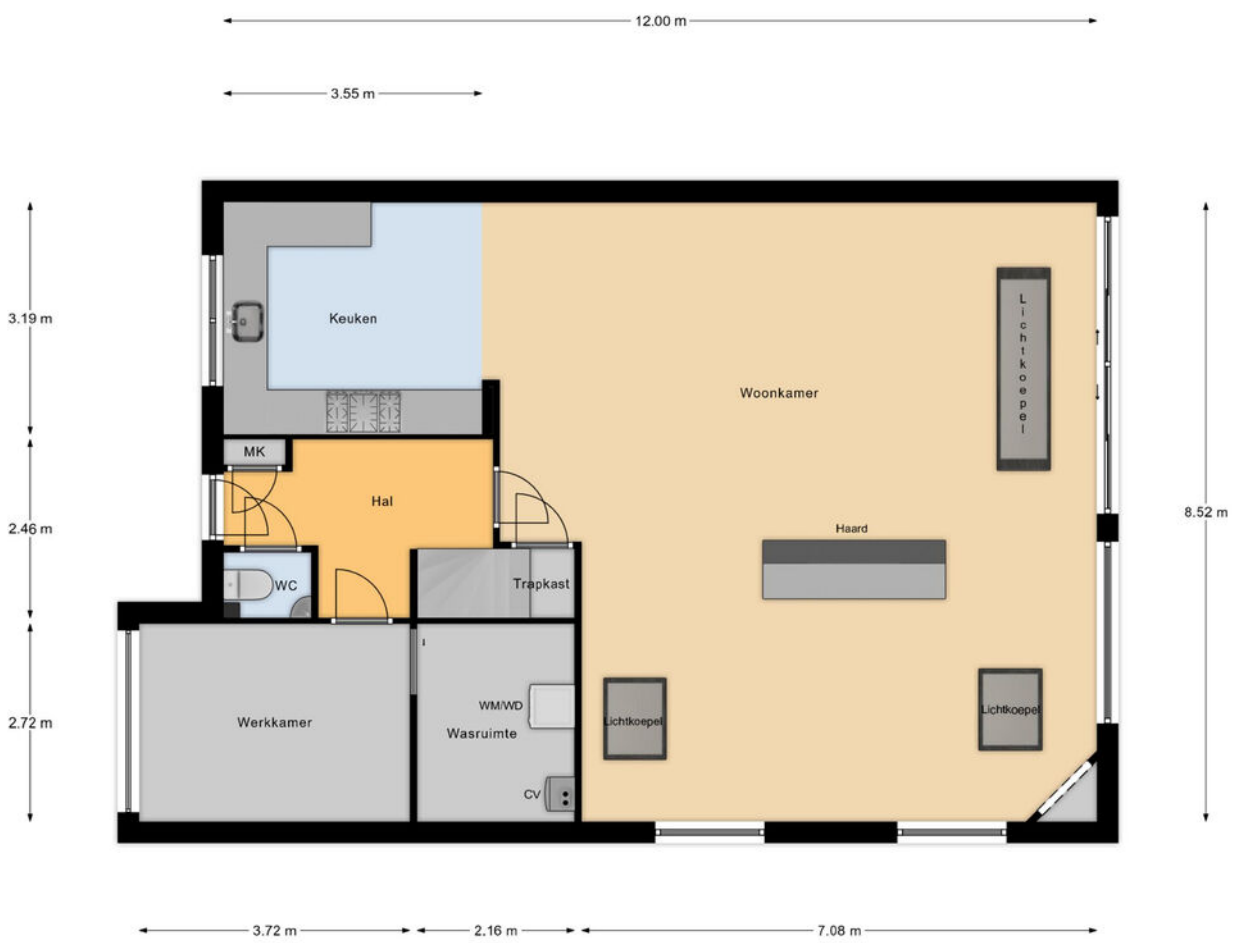 12.00 m
3.55 m
3.19 m
Keuken
Lichtkoepel
Woonkamer
MK
Hal
2.46 m
8.52 m
Haard
WC
Trapkast
WM/WD
Werkkamer
Wasruimte
2.72 m
Lichtkoepel
Lichtkoepel
CV
3.72 m
2.16 m
7.08 m